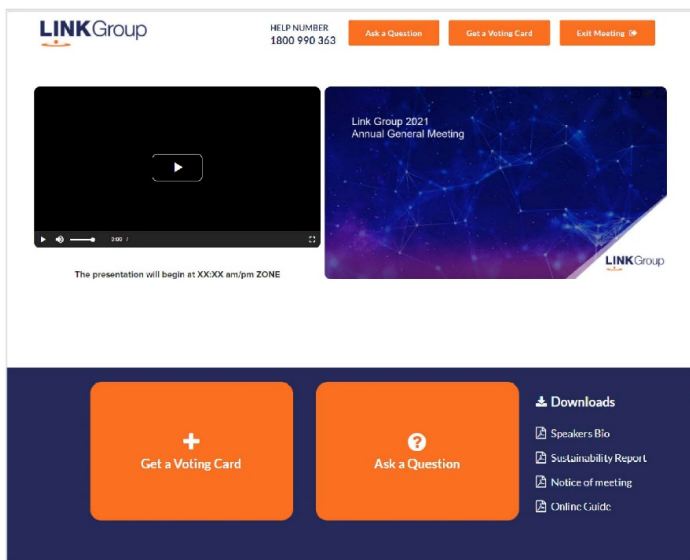 LINKGroup
HELP NUMBER
1800 990 363
Ask a Question
Get a Voting Card
Exit Meeting
Link Group 2021
Annual General Meeting
LINKGroup
The presentation will begin at XX:XX am/pm ZONE
Get a Voting Card
Ask a Question
Downloads
Speakers Bio
Sustainability Report
Notice of meeting
Online Guide